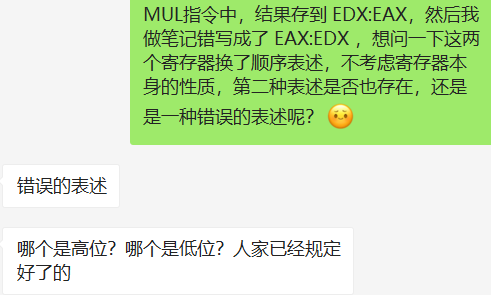 MUL指令中，结果存到 EDX:EAX，然后我
做笔记错写成了 EAX:EDX ，想问一下这两
个寄存器换了顺序表述，不考虑寄存器本
身的性质，第二种表述是否也存在，还是
是一种错误的表述呢？
错误的表述
哪个是高位？哪个是低位？人家已经规定
好了的